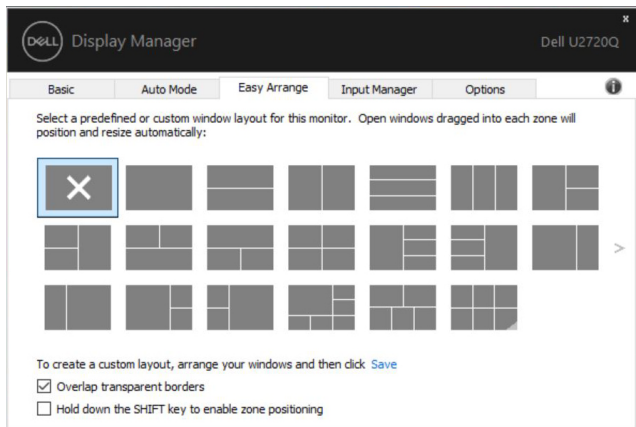 x
DELL Display Manager
Dell U2720Q
Basic Auto Mode Easy Arrange Input Manager Options i
Select a predefined or custom window layout for this monitor. Open windows dragged into each zone will
position and resize automatically:
>
To create a custom layout, arrange your windows and then click Save
Overlap transparent borders
Hold down the SHIFT key to enable zone positioning